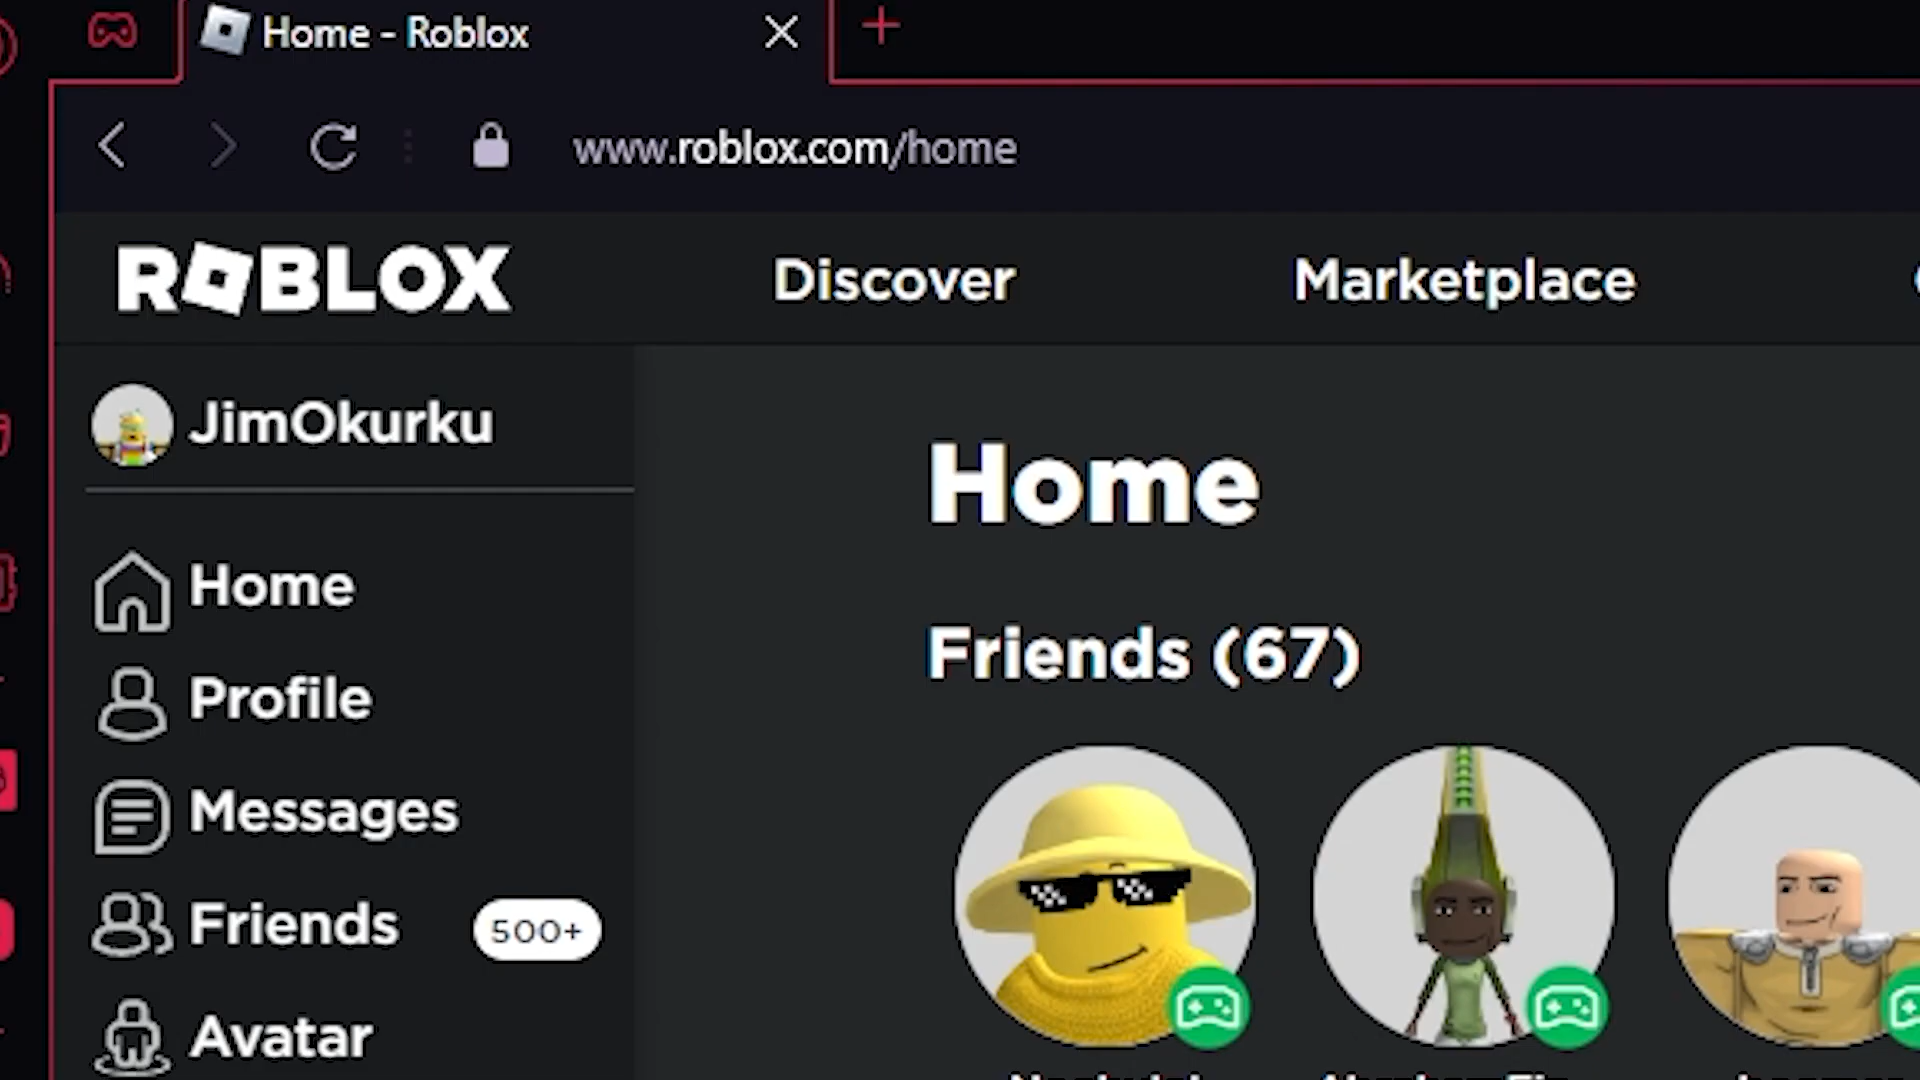 Home - Roblox
www.roblox.com/home
ROBLOX
Discover
Marketplace
JimOkurku
Home
Profile
Messages
Friends
500+
Avatar
Home
Friends (67)